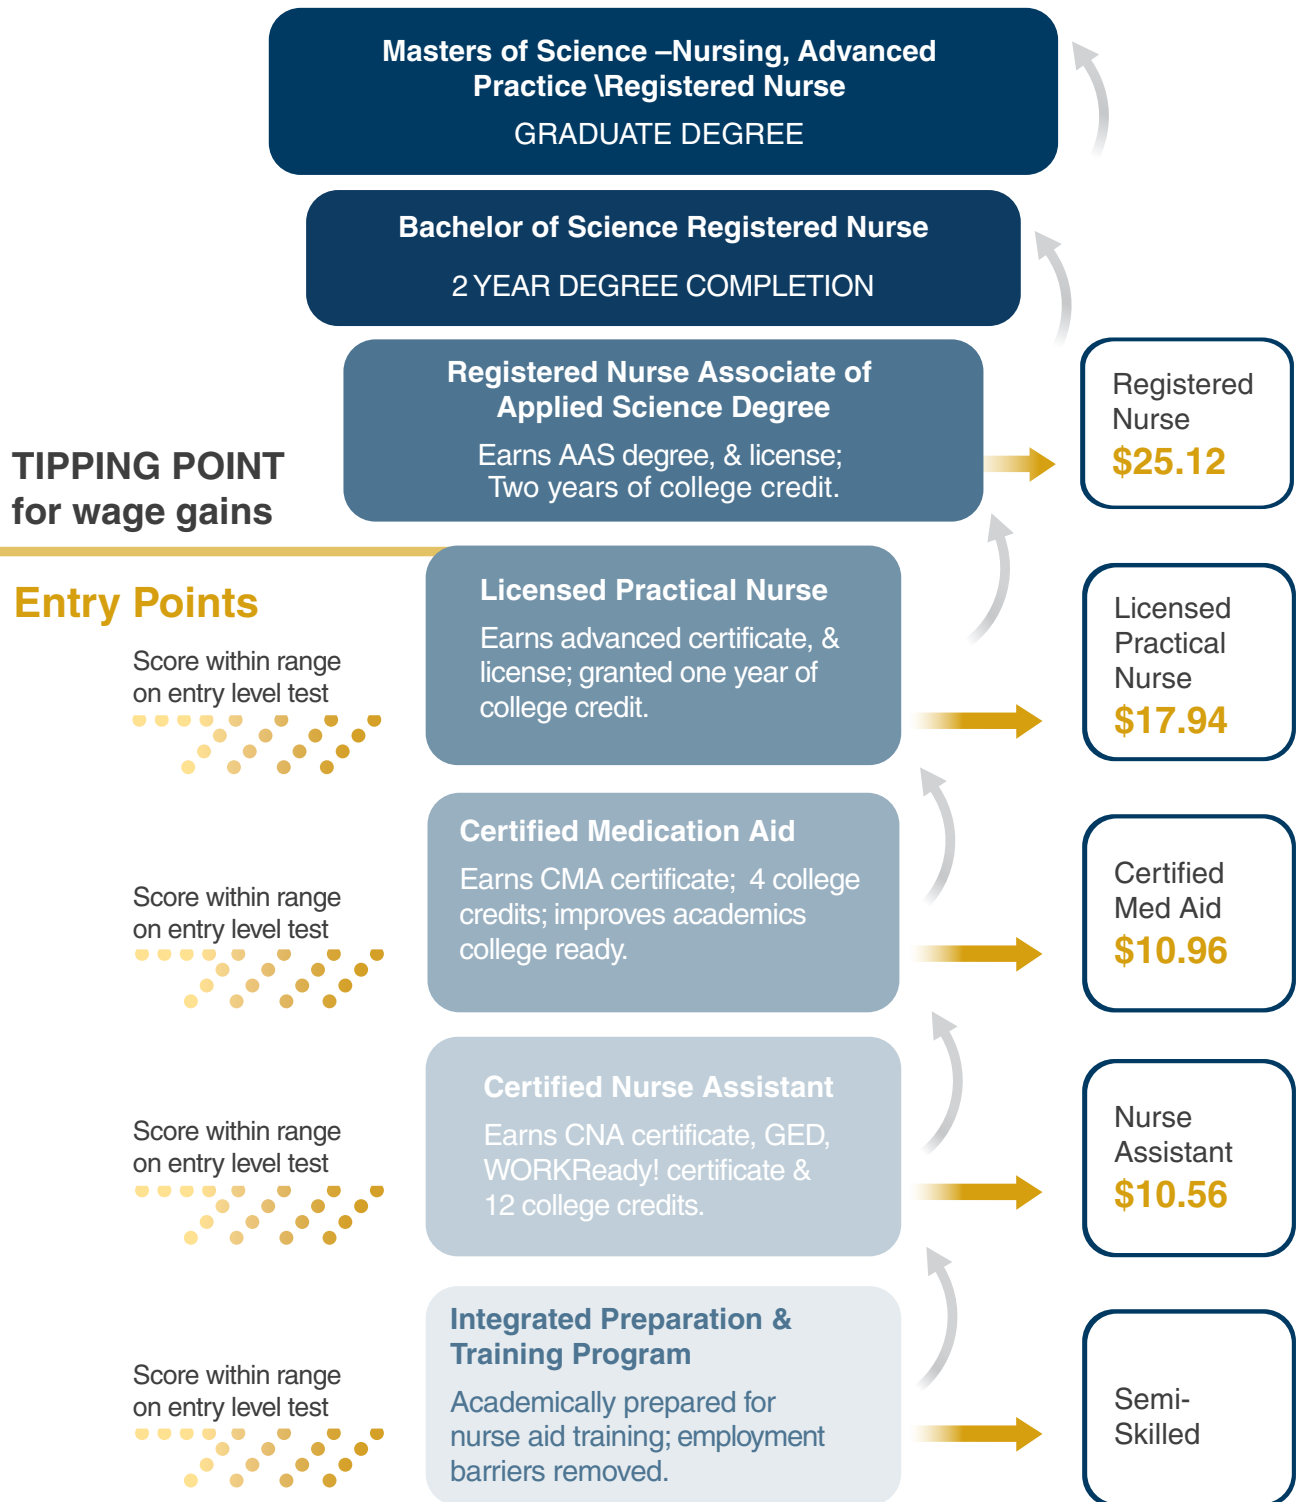 Masters of Science –Nursing, Advanced
Practice \Registered Nurse
GRADUATE DEGREE
Bachelor of Science Registered Nurse
2 YEAR DEGREE COMPLETION
Registered Nurse Associate of
Applied Science Degree
Earns AAS degree, & license;
Two years of college credit.
Registered
Nurse
$25.12
TIPPING POINT
for wage gains
Entry Points
Score within range
on entry level test
Licensed Practical Nurse
Earns advanced certificate, &
license; granted one year of
college credit.
Licensed
Practical
Nurse
$17.94
Score within range
on entry level test
Certified Medication Aid
Earns CMA certificate; 4 college
credits; improves academics
college ready.
Certified
Med Aid
$10.96
Score within range
on entry level test
Certified Nurse Assistant
Earns CNA certificate, GED,
WORKReady! certificate &
12 college credits.
Nurse
Assistant
$10.56
Score within range
on entry level test
Integrated Preparation &
Training Program
Academically prepared for
nurse aid training; employment
barriers removed.
Semi-
Skilled